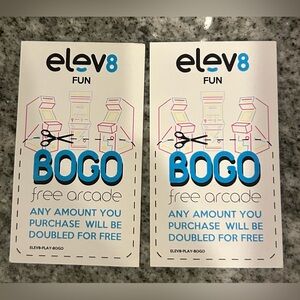 elev8
FUN
BOGO
free arcade
ANY AMOUNT YOU
PURCHASE WILL BE
DOUBLED FOR FREE
ELEV8-PLAY-BOGO
elev8
FUN
BOGO
free arcade
ANY AMOUNT YOU
PURCHASE WILL BE
DOUBLED FOR FREE
ELEV8-PLAY-BOGO